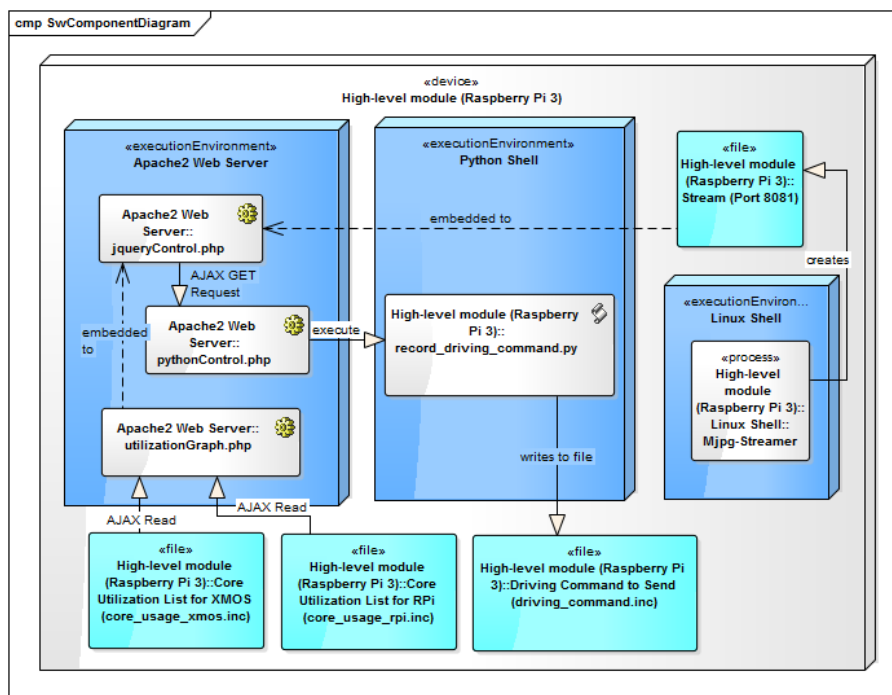 cmp SwComponentDiagram
«device»
High-level module (Raspberry Pi 3)
«executionEnvironment»
Apache2 Web Server
Apache2 Web
Server::
jqueryControl.php
AJAX GET
Request
Apache2 Web
Server::
pythonControl.php
embedded
to
Apache2 Web Server::
utilizationGraph.php
AJAX Read
AJAX Read
execute
«executionEnvironment»
Python Shell
embedded to
High-level module (Raspberry
Pi 3)::
record_driving_command.py
writes to file
«file»
High-level module
(Raspberry Pi 3)::
Stream (Port 8081)
creates
«executionEnviron...
Linux Shell
«process»
High-level
module
(Raspberry Pi 3)::
Linux Shell::
Mjpg-Streamer
«file»
High-level module
(Raspberry Pi 3)::Core
Utilization List for XMOS
(core_usage_xmos.inc)
«file»
High-level module
(Raspberry Pi 3)::Core
Utilization List for RPi
(core_usage_rpi.inc)
«file»
High-level module (Raspberry Pi
3)::Driving Command to Send
(driving_command.inc)